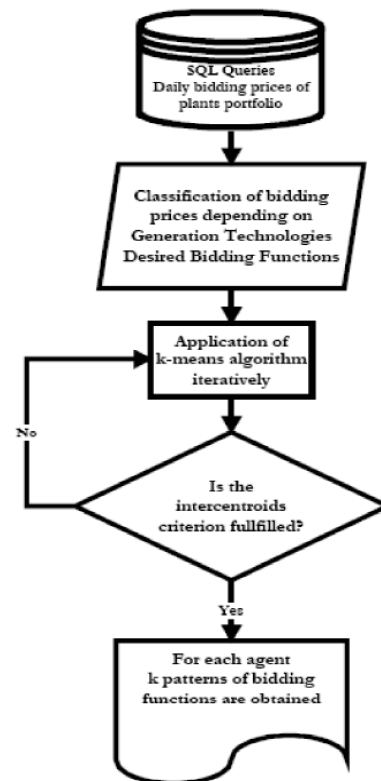 SQL Queries
Daily bidding prices of
plants portfolio
Classification of bidding
prices depending on
Generation Technologies
Desired Bidding Functions
Application of
k-means algorithm
iteratively
No
Is the
intercentroids
criterion fullfilled?
Yes
For each agent
k patterns of bidding
functions are obtained